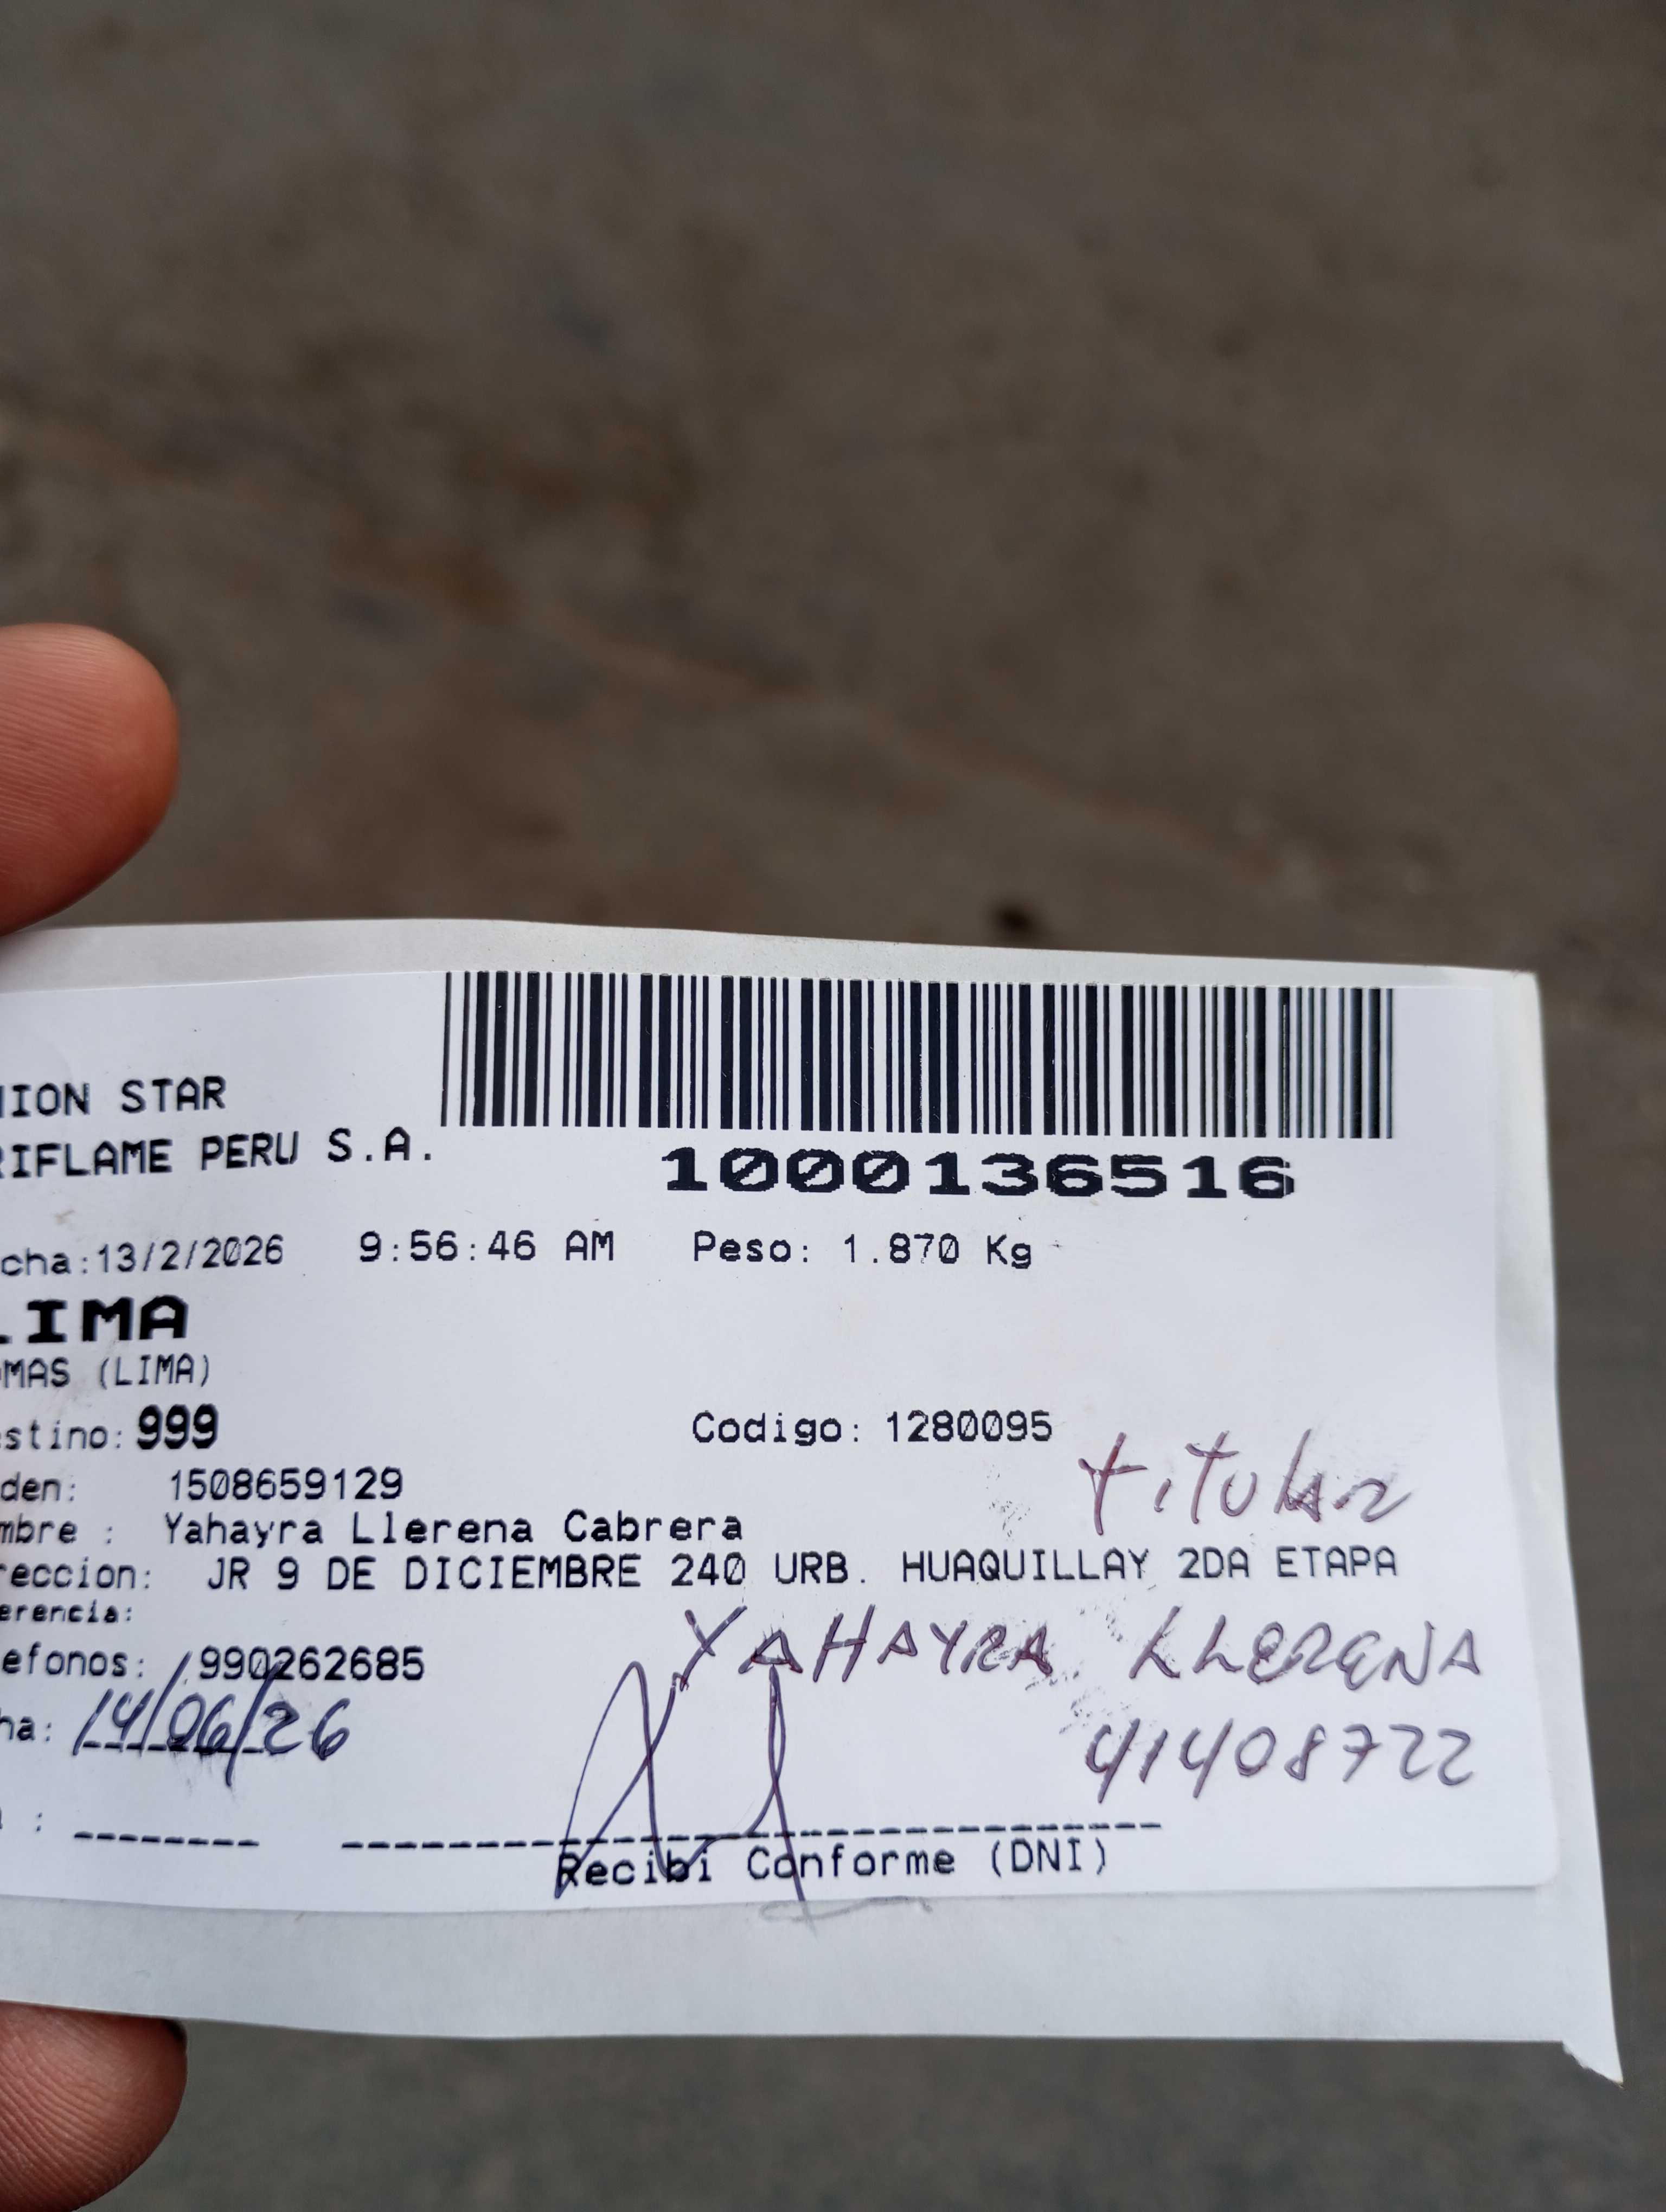 NION STAR
RIFLAME PERU S.A.
1000136516
cha:13/2/2026 9:56:46 AM Peso: 1.870 Kg
LIMA
OMAS (LIMA)
estino: 999 Codigo: 1280095
titular
den: 1508659129
mbre : Yahayra Llerena Cabrera
reccion: JR 9 DE DICIEMBRE 240 URB. HUAQUILLAY 2DA ETAPA
erencia:
YAHAYRA LLERENA
efonos: 990262685
ha: 14/06/26
41408722
:
Recibi Conforme (DNI)